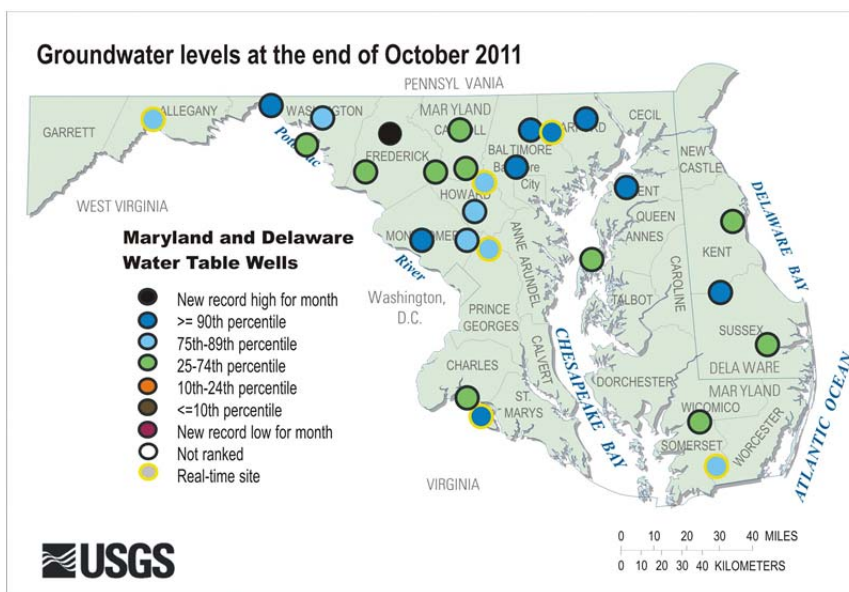 Groundwater levels at the end of October 2011
PENNSYL VANIA
GARRETT
ALLEGANY
WASHINGTON
MARYLAND
CECIL
FREDERICK
BALTIMORE
City
NEW
CASTLE
HOWARD
Potomac
WEST VIRGINIA
QUEEN
ANNES
KENT
DELAWARE BAY
ANNE ARUNDEL
CAROLINE
River
TALBOT
Washington,
D.C.
PRINCE
GEORGES
SUSSEX
CHARLES
CALVERT
CHESAPEAKE BAY
DELA WARE
DORCHESTER
MARYLAND
ST.
MARYS
WICOMICO
SOMERSET
WORCESTER
ATLANTIC OCEAN
VIRGINIA
Maryland and Delaware
Water Table Wells
New record high for month
>= 90th percentile
75th-89th percentile
25-74th percentile
10th-24th percentile
<=10th percentile
New record low for month
Not ranked
Real-time site
USGS
0 10 20 30 40 MILES
0 10 20 30 40 KILOMETERS